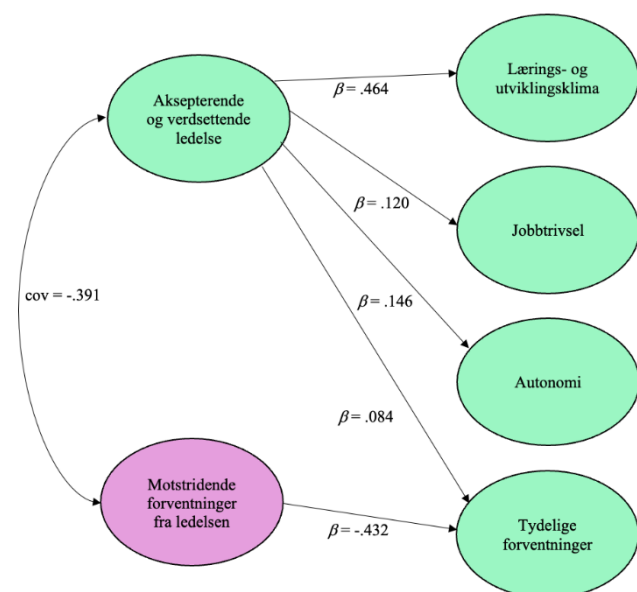 Aksepterende
og verdsettende
ledelse
Lærings- og
utviklingsklima
β = .464
β = .120
Jobbtrivsel
cov = -.391
β = .146
Autonomi
β = .084
Motstridende
forventninger
fra ledelsen
β = -.432
Tydelige
forventninger